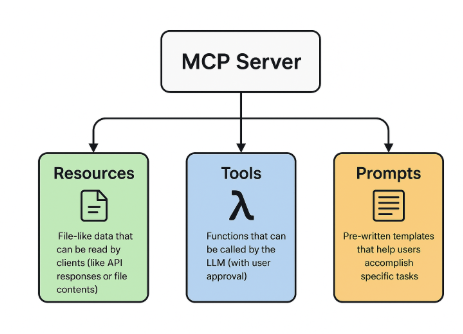 MCP Server
Resources
File-like data that
can be read by
clients (like API
responses or file
contents)
Tools
λ
Functions that can
be called by the
LLM (with user
approval)
Prompts
Pre-written templates
that help users
accomplish
specific tasks